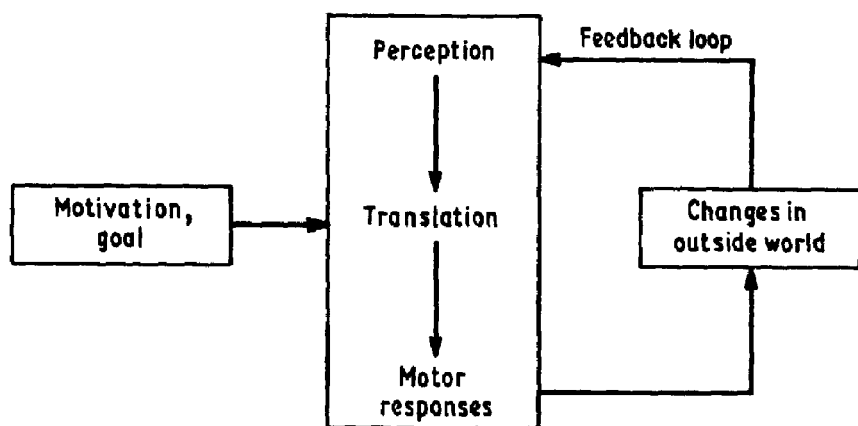 Perception
Feedback loop
Motivation,
goal
Translation
Changes in
outside world
Motor
responses